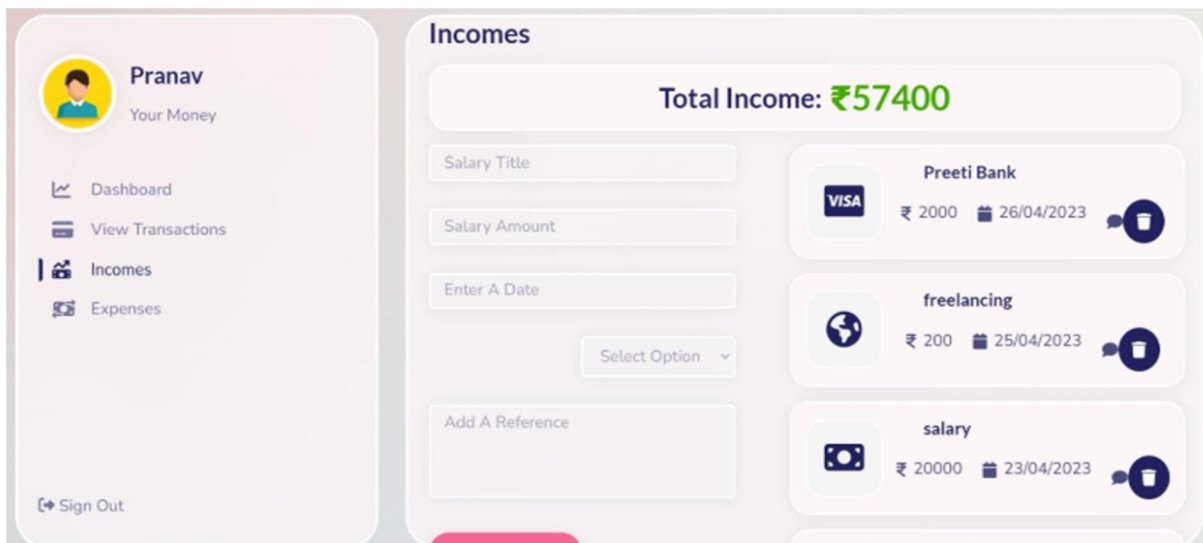 Pranav
Your Money
Dashboard
View Transactions
Incomes
Expenses
Sign Out
Incomes
Total Income: ₹57400
Salary Title
Salary Amount
Enter A Date
Select Option
Add A Reference
Preeti Bank
VISA
₹ 2000 26/04/2023
freelancing
₹ 200 25/04/2023
salary
₹ 20000 23/04/2023